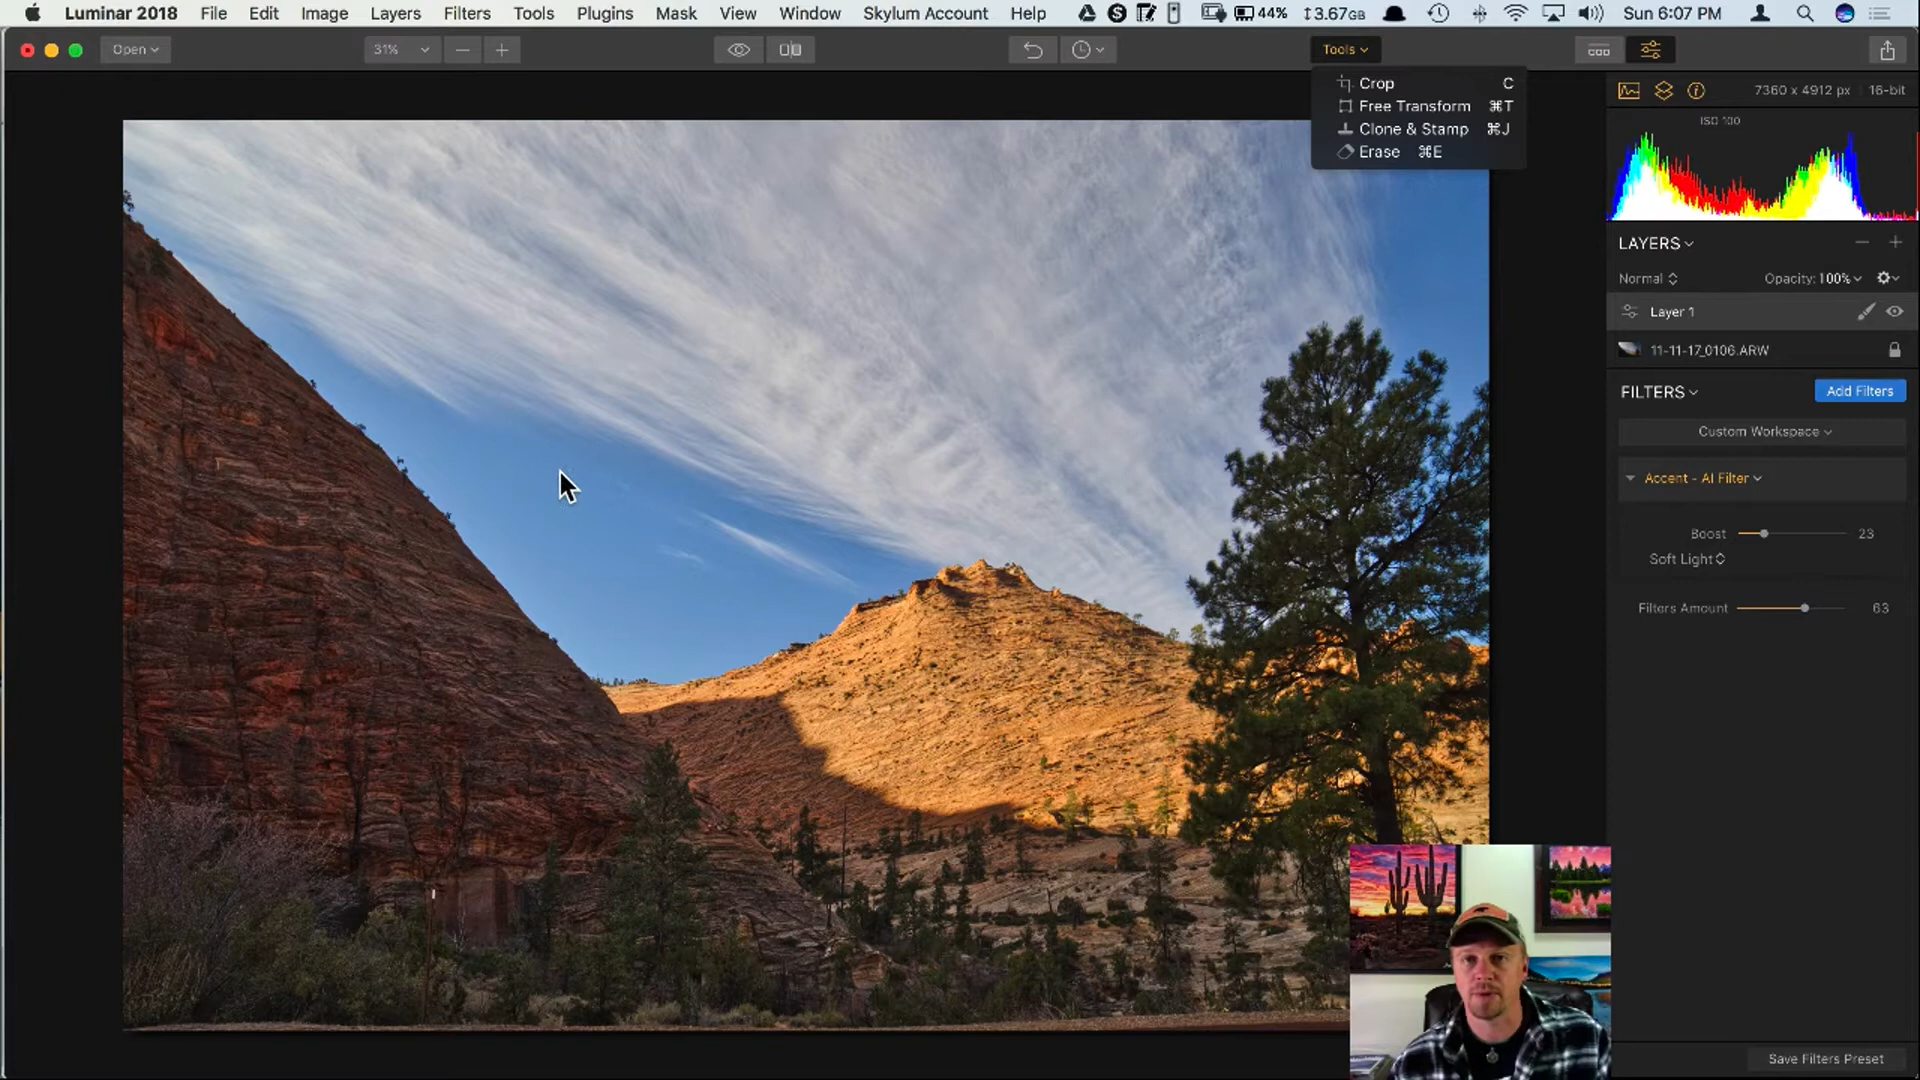 Luminar 2018 File Edit Image Layers Filters Tools Plugins Mask View Window Skylum Account Help 44% 3.67GB Sun 6:07 PM
Open 31% Tools
Crop C
Free Transform ⌘T
Clone & Stamp ⌘J
Erase ⌘E
7360 x 4912 px 16-bit
ISO 100
LAYERS
Normal Opacity: 100%
Layer 1
11-11-17_0106.ARW
FILTERS Add Filters
Custom Workspace
Accent - AI Filter
Boost 23
Soft Light
Filters Amount 63
Save Filters Preset